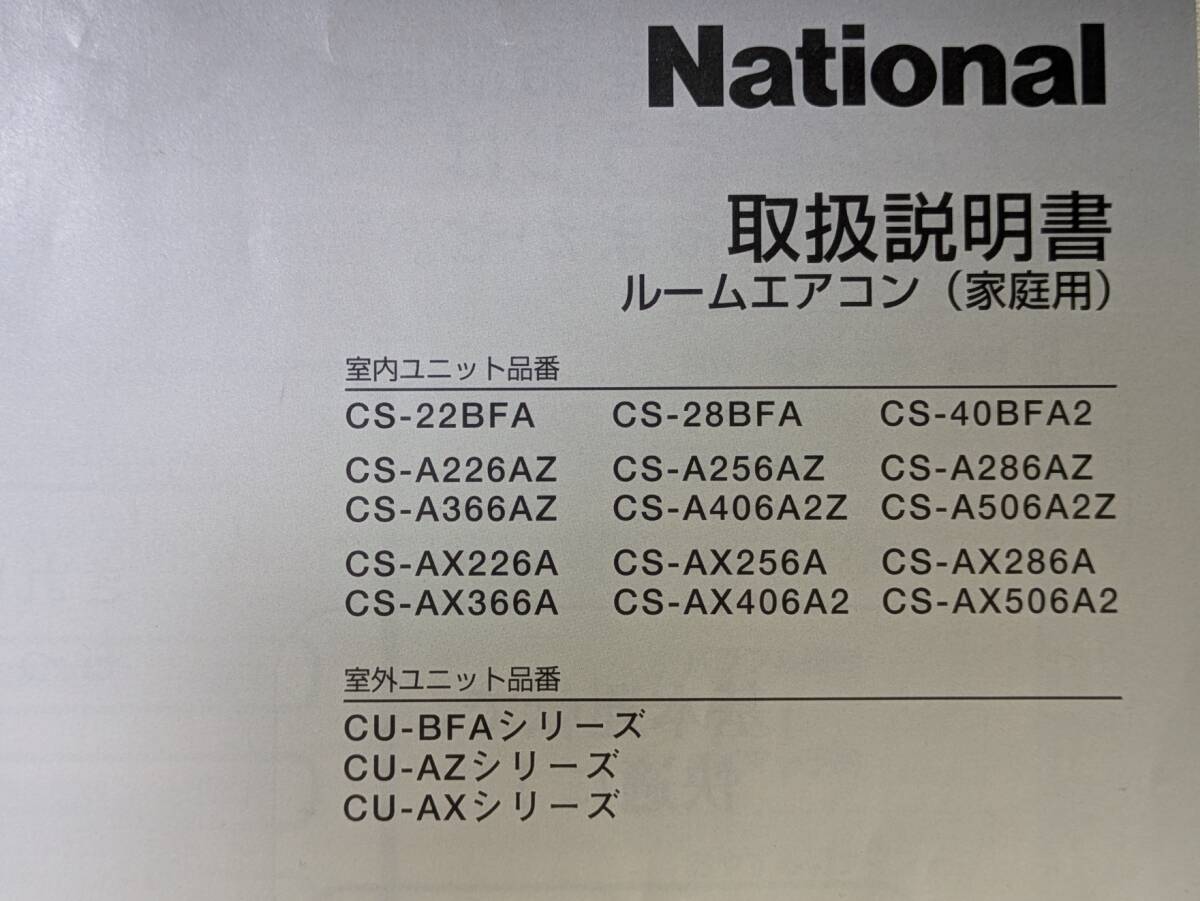 National
取扱説明書
ルームエアコン（家庭用）
室内ユニット品番
CS-22BFA CS-28BFA CS-40BFA2
CS-A226AZ CS-A256AZ CS-A286AZ
CS-A366AZ CS-A406A2Z CS-A506A2Z
CS-AX226A CS-AX256A CS-AX286A
CS-AX366A CS-AX406A2 CS-AX506A2
室外ユニット品番
CU-BFAシリーズ
CU-AZシリーズ
CU-AXシリーズ